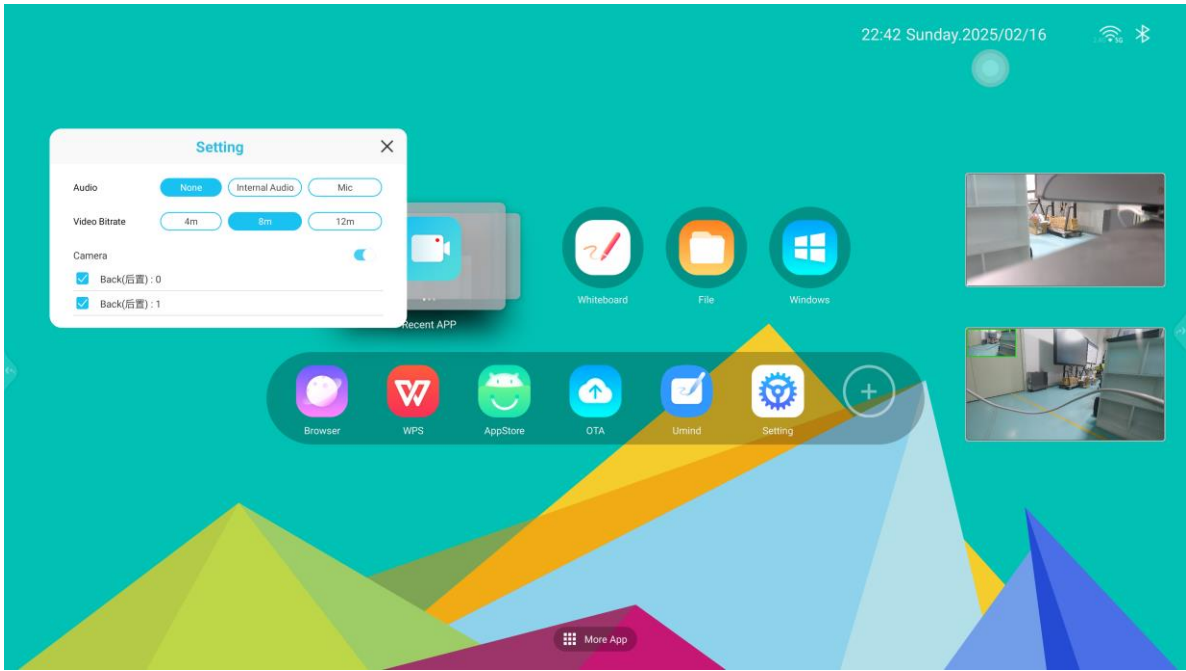 22:42 Sunday.2025/02/16
5G
Setting
Audio
None
Internal Audio
Mic
Video Bitrate
4m
8m
12m
Camera
Back(后置) : 0
Back(后置) : 1
Recent APP
Whiteboard
File
Windows
Browser
WPS
AppStore
OTA
Umind
Setting
More App